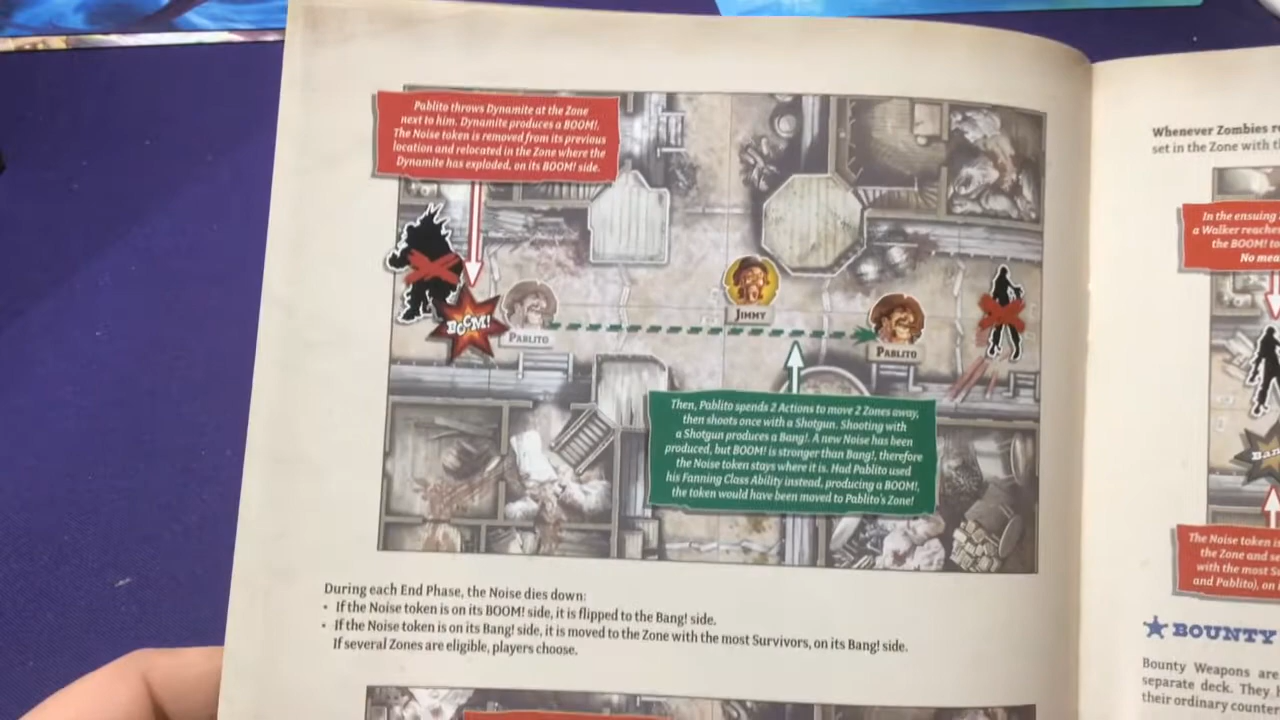 Pablito throws Dynamite at the Zone
next to him. Dynamite produces a BOOM!.
The Noise token is removed from its previous
location and relocated in the Zone where the
Dynamite has exploded, on its BOOM! side.
BOOM!
PABLITO
JIMMY
PABLITO
Then, Pablito spends 2 Actions to move 2 Zones away,
then shoots once with a Shotgun. Shooting with
a Shotgun produces a Bang!. A new Noise has been
produced, but BOOM! is stronger than Bang!, therefore
the Noise token stays where it is. Had Pablito used
his Fanning Class Ability instead, producing a BOOM!,
the token would have been moved to Pablito's Zone!
During each End Phase, the Noise dies down:
• If the Noise token is on its BOOM! side, it is flipped to the Bang! side.
• If the Noise token is on its Bang! side, it is moved to the Zone with the most Survivors, on its Bang! side.
If several Zones are eligible, players choose.
Whenever Zombies
set in the Zone with
In the ensuing
a Walker reaches
the BOOM!
No
The Noise token is
the Zone and
with the most
and Pablito), on
BOUNTY
Bounty Weapons are
separate deck. They
their ordinary